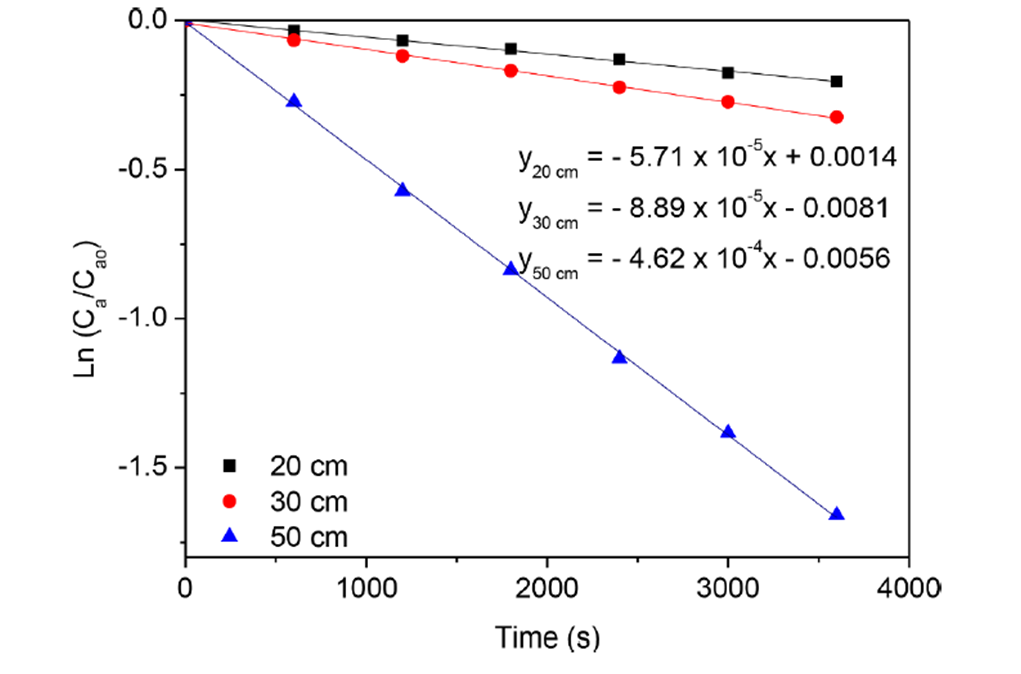 0.0
-0.5
-1.0
-1.5
Ln (Ca/Cao)
y20 cm = - 5.71 x 10-5x + 0.0014
y30 cm = - 8.89 x 10-5x - 0.0081
y50 cm = - 4.62 x 10-4x - 0.0056
20 cm
30 cm
50 cm
0 1000 2000 3000 4000
Time (s)